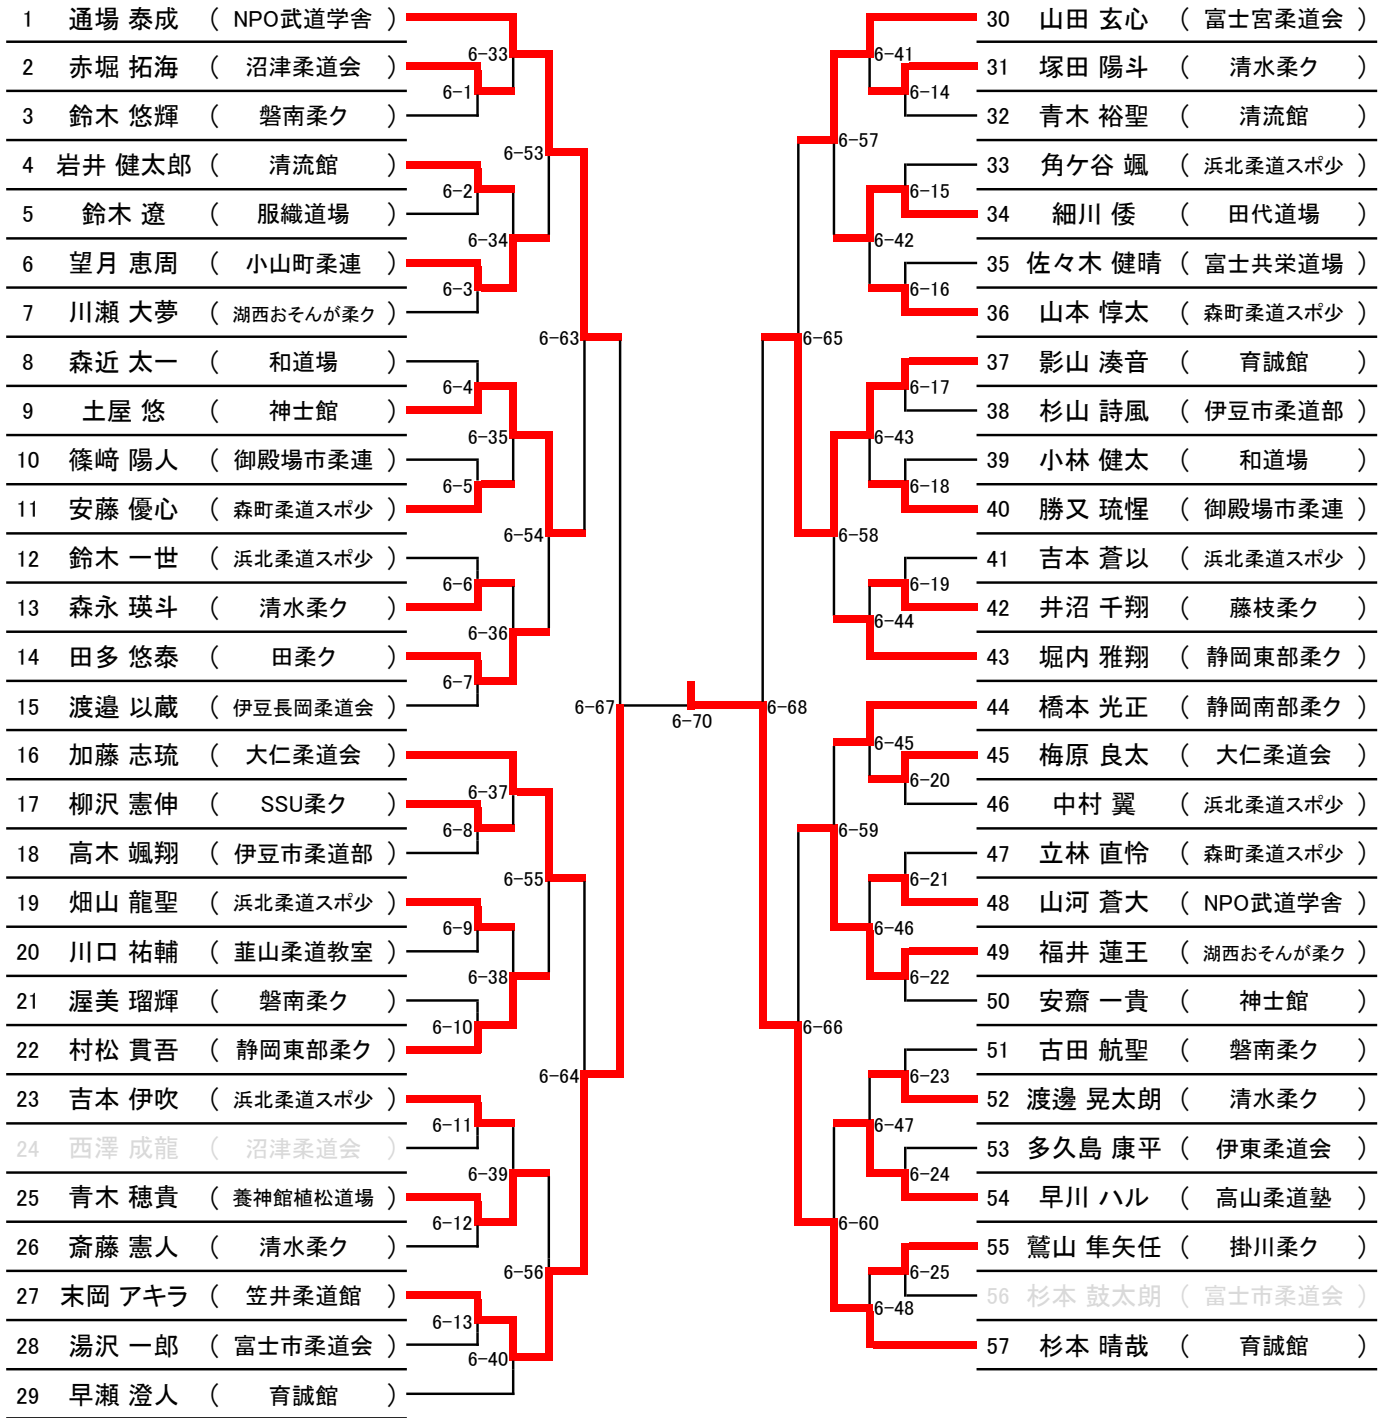 1 通場 泰成 （ NPO武道学舎 ）
2 赤堀 拓海 （ 沼津柔道会 ）
3 鈴木 悠輝 （ 磐南柔ク ）
4 岩井 健太郎 （ 清流館 ）
5 鈴木 遼 （ 服織道場 ）
6 望月 恵周 （ 小山町柔連 ）
7 川瀬 大夢 （ 湖西おそんが柔ク ）
8 森近 太一 （ 和道場 ）
9 土屋 悠 （ 神士館 ）
10 篠﨑 陽人 （ 御殿場市柔連 ）
11 安藤 優心 （ 森町柔道スポ少 ）
12 鈴木 一世 （ 浜北柔道スポ少 ）
13 森永 瑛斗 （ 清水柔ク ）
14 田多 悠泰 （ 田柔ク ）
15 渡邉 以蔵 （ 伊豆長岡柔道会 ）
16 加藤 志琉 （ 大仁柔道会 ）
17 柳沢 憲伸 （ SSU柔ク ）
18 高木 颯翔 （ 伊豆市柔道部 ）
19 畑山 龍聖 （ 浜北柔道スポ少 ）
20 川口 祐輔 （ 韮山柔道教室 ）
21 渥美 瑠輝 （ 磐南柔ク ）
22 村松 貫吾 （ 静岡東部柔ク ）
23 吉本 伊吹 （ 浜北柔道スポ少 ）
24 西澤 成龍 （ 沼津柔道会 ）
25 青木 穂貴 （ 養神館植松道場 ）
26 斎藤 憲人 （ 清水柔ク ）
27 末岡 アキラ （ 笠井柔道館 ）
28 湯沢 一郎 （ 富士市柔道会 ）
29 早瀬 澄人 （ 育誠館 ）
6-33
6-1
6-53
6-2
6-34
6-3
6-63
6-4
6-35
6-5
6-54
6-6
6-36
6-7
6-67
6-37
6-8
6-55
6-9
6-38
6-10
6-64
6-11
6-39
6-12
6-56
6-13
6-40
6-70
6-41
6-14
6-57
6-15
6-42
6-16
6-65
6-17
6-43
6-18
6-58
6-19
6-44
6-68
6-45
6-20
6-59
6-21
6-46
6-22
6-66
6-23
6-47
6-24
6-60
6-25
6-48
30 山田 玄心 （ 富士宮柔道会 ）
31 塚田 陽斗 （ 清水柔ク ）
32 青木 裕聖 （ 清流館 ）
33 角ケ谷 颯 （ 浜北柔道スポ少 ）
34 細川 倭 （ 田代道場 ）
35 佐々木 健晴 （ 富士共栄道場 ）
36 山本 惇太 （ 森町柔道スポ少 ）
37 影山 湊音 （ 育誠館 ）
38 杉山 詩風 （ 伊豆市柔道部 ）
39 小林 健太 （ 和道場 ）
40 勝又 琉惺 （ 御殿場市柔連 ）
41 吉本 蒼以 （ 浜北柔道スポ少 ）
42 井沼 千翔 （ 藤枝柔ク ）
43 堀内 雅翔 （ 静岡東部柔ク ）
44 橋本 光正 （ 静岡南部柔ク ）
45 梅原 良太 （ 大仁柔道会 ）
46 中村 翼 （ 浜北柔道スポ少 ）
47 立林 直怜 （ 森町柔道スポ少 ）
48 山河 蒼大 （ NPO武道学舎 ）
49 福井 蓮王 （ 湖西おそんが柔ク ）
50 安齋 一貴 （ 神士館 ）
51 古田 航聖 （ 磐南柔ク ）
52 渡邊 晃太朗 （ 清水柔ク ）
53 多久島 康平 （ 伊東柔道会 ）
54 早川 ハル （ 高山柔道塾 ）
55 鷲山 隼矢任 （ 掛川柔ク ）
56 杉本 鼓太朗 （ 富士市柔道会 ）
57 杉本 晴哉 （ 育誠館 ）